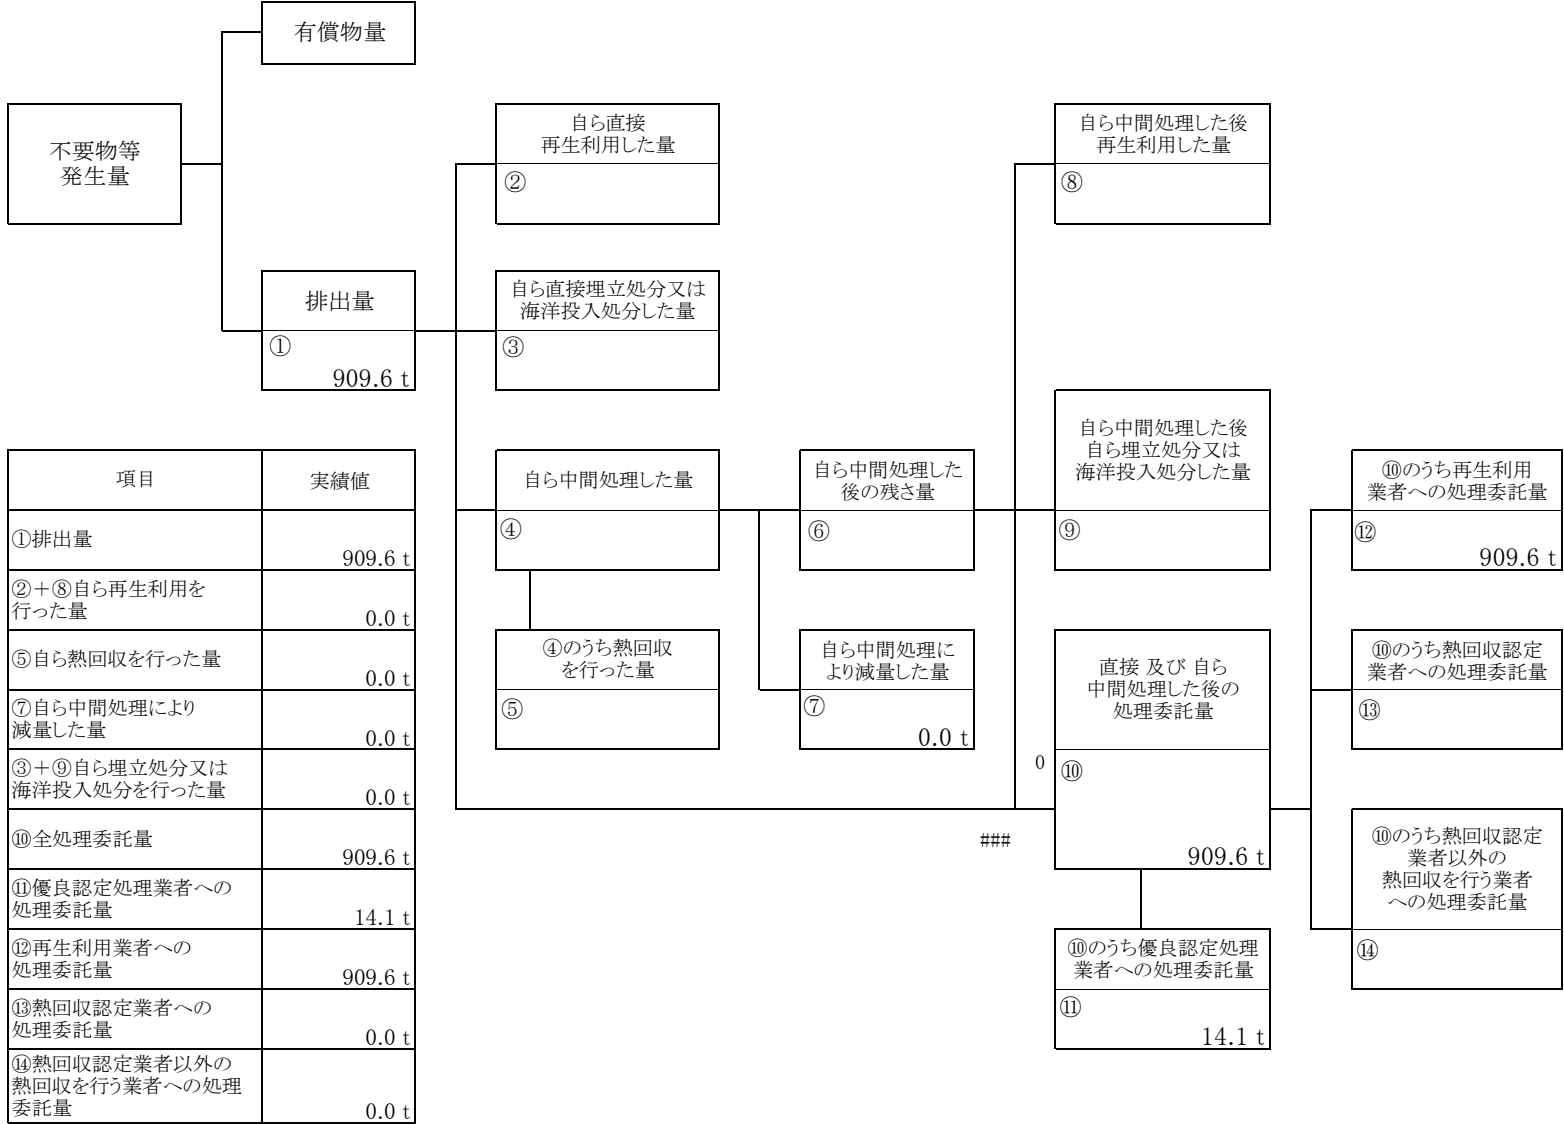 有償物量
不要物等
発生量
自ら直接
再生利用した量
②
自ら中間処理した後
再生利用した量
⑧
排出量
①
909.6 t
自ら直接埋立処分又は
海洋投入処分した量
③
自ら中間処理した量
④
自ら中間処理した
後の残さ量
⑥
自ら中間処理した後
自ら埋立処分又は
海洋投入処分した量
⑨
⑩のうち再生利用
業者への処理委託量
⑫
909.6 t
④のうち熱回収
を行った量
⑤
自ら中間処理に
より減量した量
⑦
0.0 t
直接 及び 自ら
中間処理した後の
処理委託量
0
⑩
909.6 t
###
⑩のうち熱回収認定
業者への処理委託量
⑬
⑩のうち熱回収認定
業者以外の
熱回収を行う業者
への処理委託量
⑭
⑩のうち優良認定処理
業者への処理委託量
⑪
14.1 t
項目
実績値
①排出量
909.6 t
②＋⑧自ら再生利用を
行った量
0.0 t
⑤自ら熱回収を行った量
0.0 t
⑦自ら中間処理により
減量した量
0.0 t
③＋⑨自ら埋立処分又は
海洋投入処分を行った量
0.0 t
⑩全処理委託量
909.6 t
⑪優良認定処理業者への
処理委託量
14.1 t
⑫再生利用業者への
処理委託量
909.6 t
⑬熱回収認定業者への
処理委託量
0.0 t
⑭熱回収認定業者以外の
熱回収を行う業者への処理
委託量
0.0 t